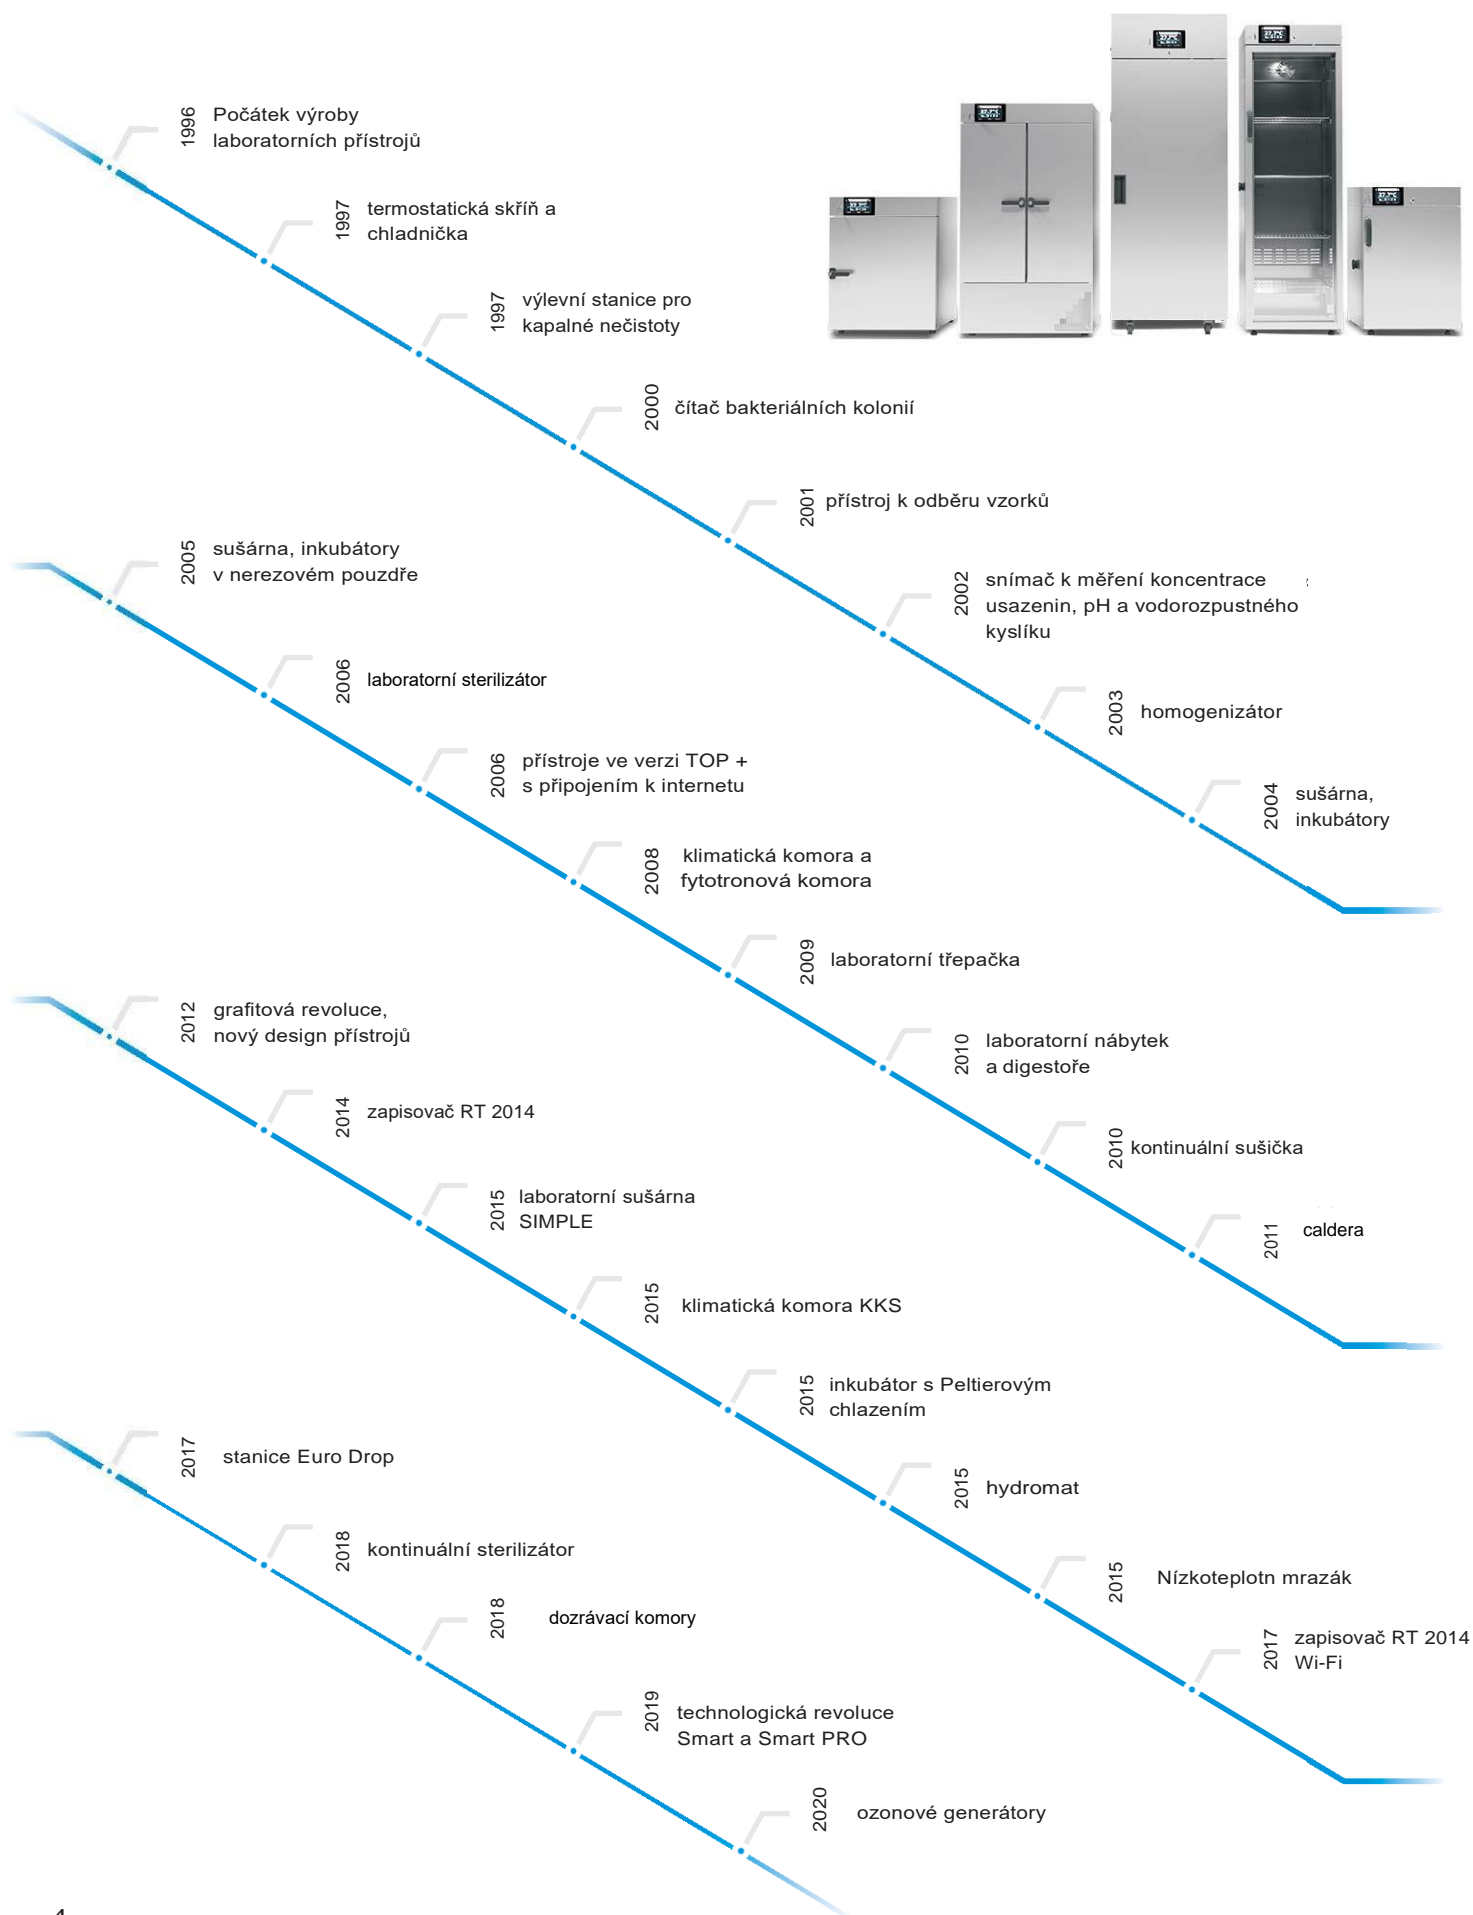 1996
Počátek výroby
laboratorních přístrojů
1997
termostatická skříň a
chladnička
1997
výlevní stanice pro
kapalné nečistoty
2000
čítač bakteriálních kolonií
2001
přístroj k odběru vzorků
2002
snímač k měření koncentrace
usazenin, pH a vodorozpustného
kyslíku
2003
homogenizátor
2004
sušárna,
inkubátory
2005
sušárna, inkubátory
v nerezovém pouzdře
2006
laboratorní sterilizátor
2006
přístroje ve verzi TOP +
s připojením k internetu
2008
klimatická komora a
fytotronová komora
2009
laboratorní třepačka
2010
laboratorní nábytek
a digestoře
2010
kontinuální sušička
2011
caldera
2012
grafitová revoluce,
nový design přístrojů
2014
zapisovač RT 2014
2015
laboratorní sušárna
SIMPLE
2015
klimatická komora KKS
2015
inkubátor s Peltierovým
chlazením
2015
hydromat
2015
Nízkoteplotn mrazák
2017
zapisovač RT 2014
Wi-Fi
2017
stanice Euro Drop
2018
kontinuální sterilizátor
2018
dozrávací komory
2019
technologická revoluce
Smart a Smart PRO
2020
ozonové generátory
4